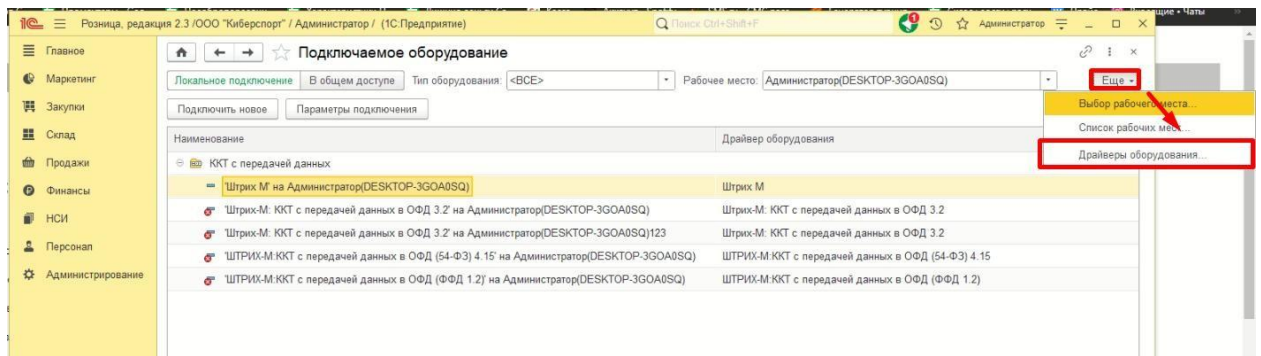 1С Розница, редакция 2.3 /ООО "Киберспорт" / Администратор / (1С:Предприятие) Поиск Ctrl+Shift+F 9 Администратор
Главное
Маркетинг
Закупки
Склад
Продажи
Финансы
НСИ
Персонал
Администрирование
Подключаемое оборудование
Локальное подключение В общем доступе Тип оборудования: <ВСЕ> Рабочее место: Администратор(DESKTOP-3GOA0SQ) Еще
Подключить новое Параметры подключения
Выбор рабочего места...
Список рабочих мест...
Драйверы оборудования...
Наименование Драйвер оборудования
ККТ с передачей данных
'Штрих М' на Администратор(DESKTOP-3GOA0SQ) Штрих М
'Штрих-М: ККТ с передачей данных в ОФД 3.2' на Администратор(DESKTOP-3GOA0SQ) Штрих-М: ККТ с передачей данных в ОФД 3.2
'Штрих-М: ККТ с передачей данных в ОФД 3.2' на Администратор(DESKTOP-3GOA0SQ)123 Штрих-М: ККТ с передачей данных в ОФД 3.2
'ШТРИХ-М:ККТ с передачей данных в ОФД (54-ФЗ) 4.15' на Администратор(DESKTOP-3GOA0SQ) ШТРИХ-М:ККТ с передачей данных в ОФД (54-ФЗ) 4.15
'ШТРИХ-М:ККТ с передачей данных в ОФД (ФФД 1.2)' на Администратор(DESKTOP-3GOA0SQ) ШТРИХ-М:ККТ с передачей данных в ОФД (ФФД 1.2)